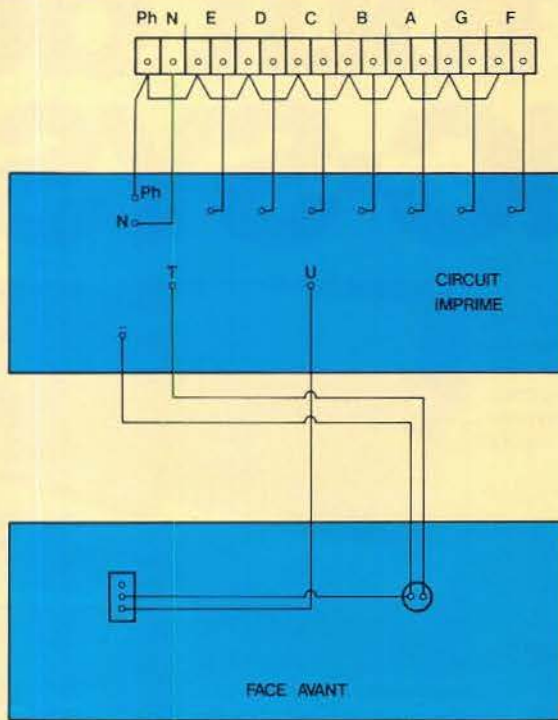 Ph N E D C B A G F
Ph
N
T U
CIRCUIT
IMPRIME
-
FACE AVANT